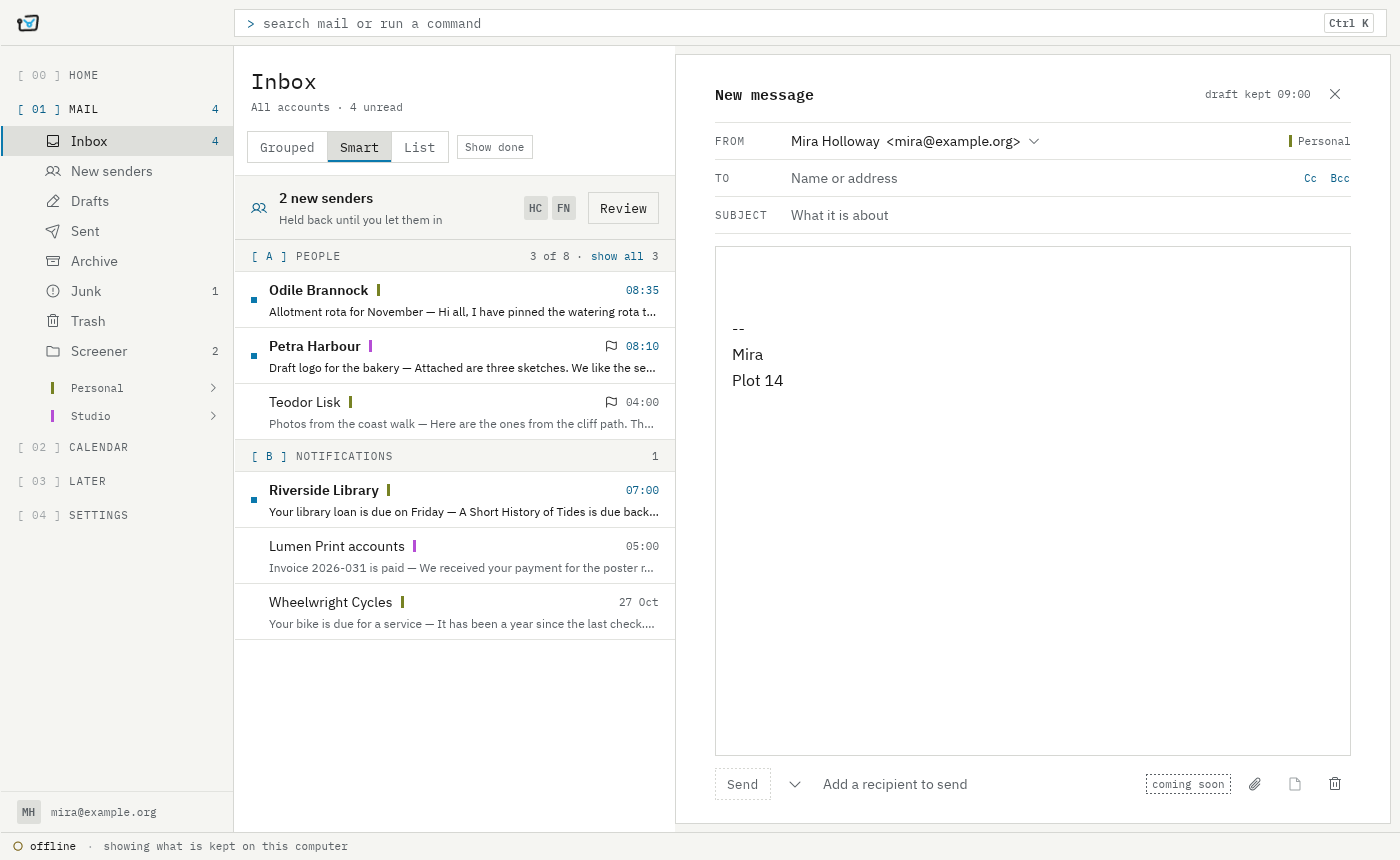 > search mail or run a command
Ctrl K
[ 00 ] HOME
[ 01 ] MAIL 4
Inbox 4
New senders
Drafts
Sent
Archive
Junk 1
Trash
Screener 2
Personal
Studio
[ 02 ] CALENDAR
[ 03 ] LATER
[ 04 ] SETTINGS
MH mira@example.org
Inbox
All accounts · 4 unread
Grouped Smart List Show done
2 new senders
Held back until you let them in
HC FN Review
[ A ] PEOPLE 3 of 8 · show all 3
Odile Brannock 08:35
Allotment rota for November — Hi all, I have pinned the watering rota t…
Petra Harbour 08:10
Draft logo for the bakery — Attached are three sketches. We like the se…
Teodor Lisk 04:00
Photos from the coast walk — Here are the ones from the cliff path. Th…
[ B ] NOTIFICATIONS 1
Riverside Library 07:00
Your library loan is due on Friday — A Short History of Tides is due back…
Lumen Print accounts 05:00
Invoice 2026-031 is paid — We received your payment for the poster r…
Wheelwright Cycles 27 Oct
Your bike is due for a service — It has been a year since the last check.…
New message draft kept 09:00
FROM Mira Holloway <mira@example.org> Personal
TO Name or address Cc Bcc
SUBJECT What it is about
--
Mira
Plot 14
Send Add a recipient to send coming soon
offline · showing what is kept on this computer